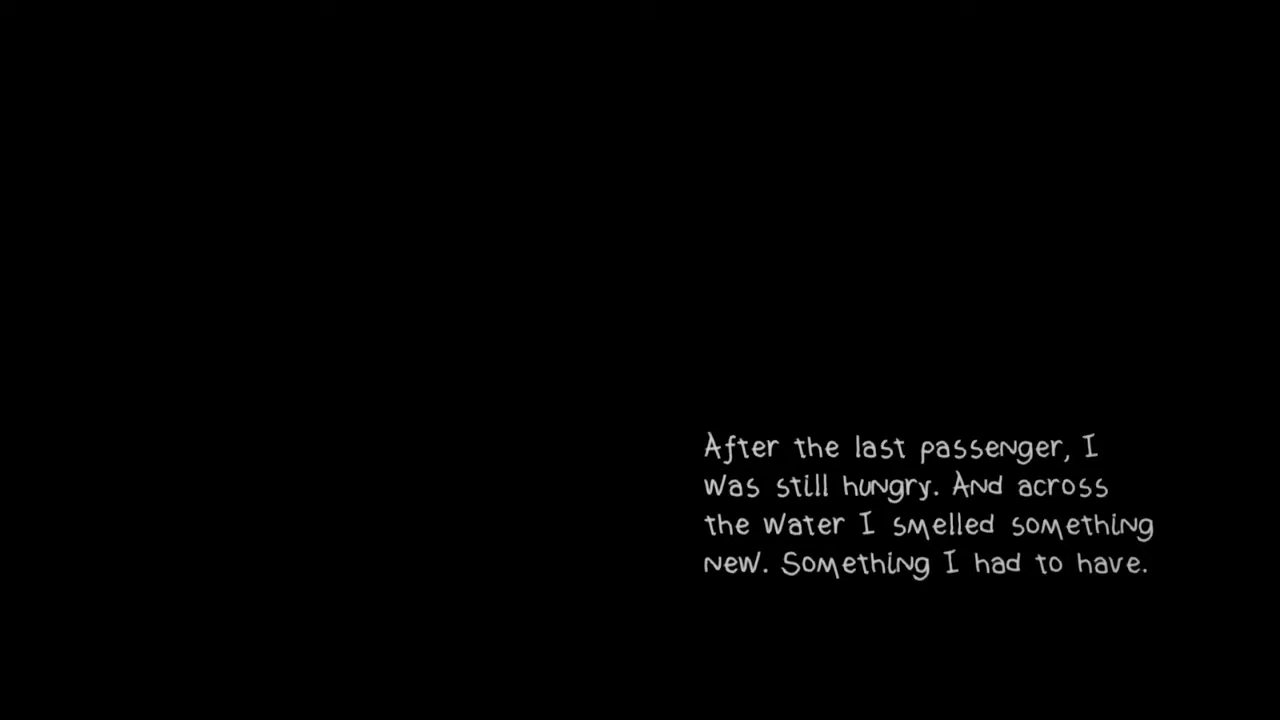 After the last passenger, I
was still hungry. And across
the water I smelled something
new. Something I had to have.